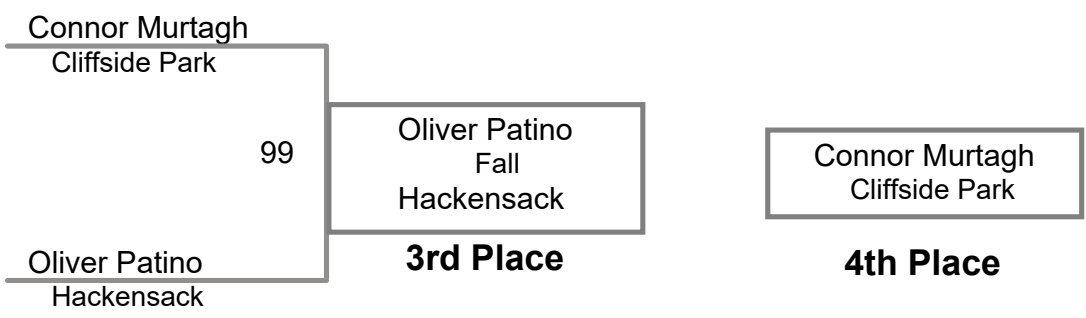 Connor Murtagh
Cliffside Park
99
Oliver Patino
Hackensack
Oliver Patino
Fall
Hackensack
3rd Place
Connor Murtagh
Cliffside Park
4th Place